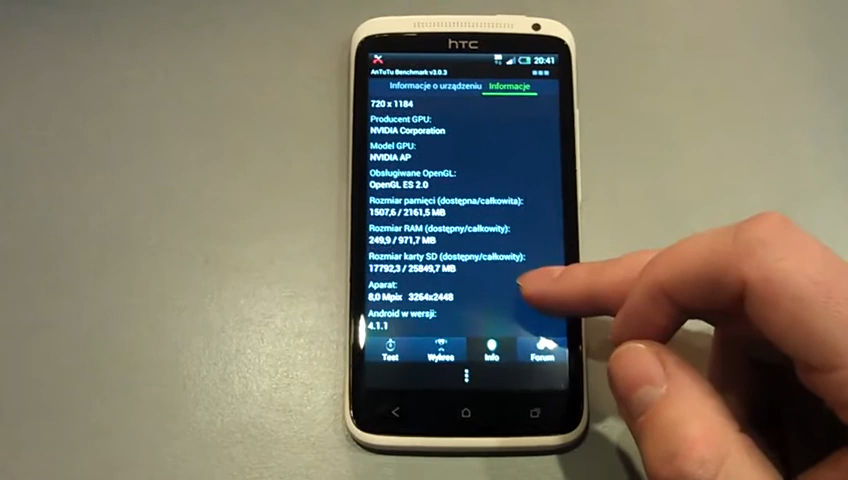 htc
20:41
AnTuTu Benchmark v3.0.3
Informacje o urządzeniu Informacje
720 x 1184
Producent GPU:
NVIDIA Corporation
Model GPU:
NVIDIA AP
Obsługiwane OpenGL:
OpenGL ES 2.0
Rozmiar pamięci (dostępna/całkowita):
1507,6 / 2161,5 MB
Rozmiar RAM (dostępny/całkowity):
249,9 / 971,7 MB
Rozmiar karty SD (dostępny/całkowity):
17792,3 / 25849,7 MB
Aparat:
8,0 Mpix 3264x2448
Android w wersji:
4.1.1
Test Wykres Info Forum